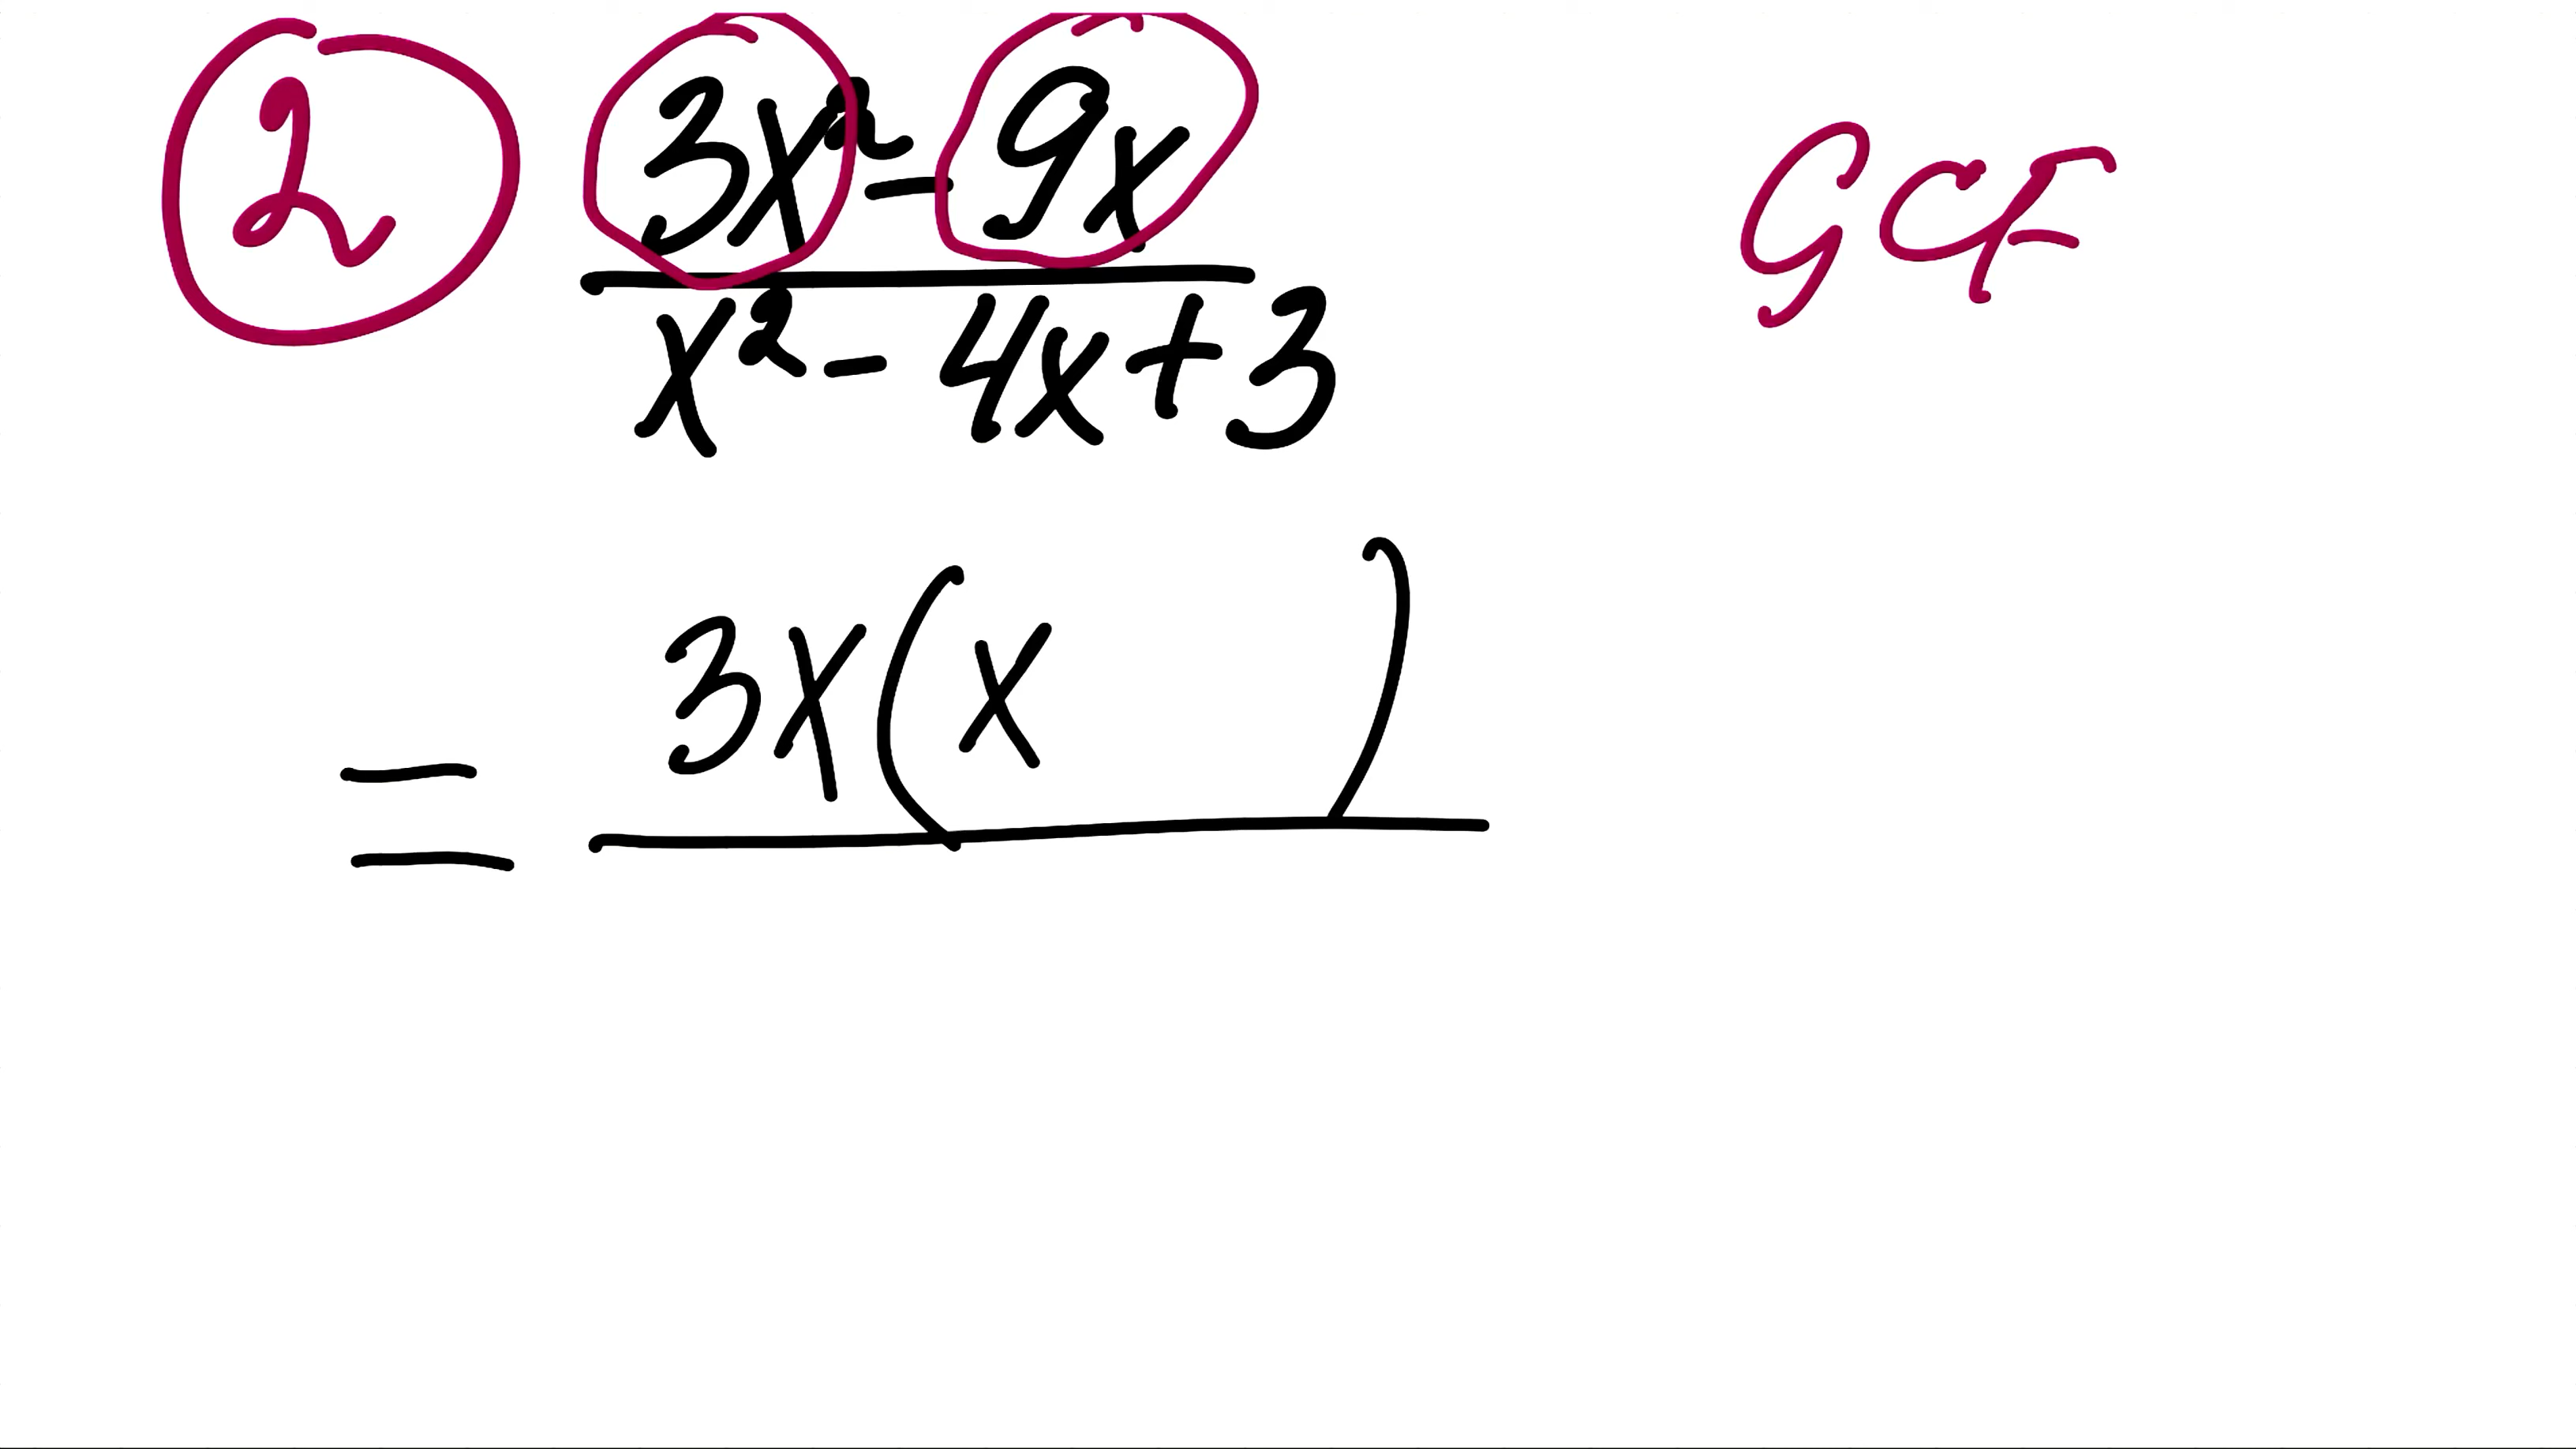 ② 3x² - 9x GCF
x² - 4x + 3
= 3x(x )